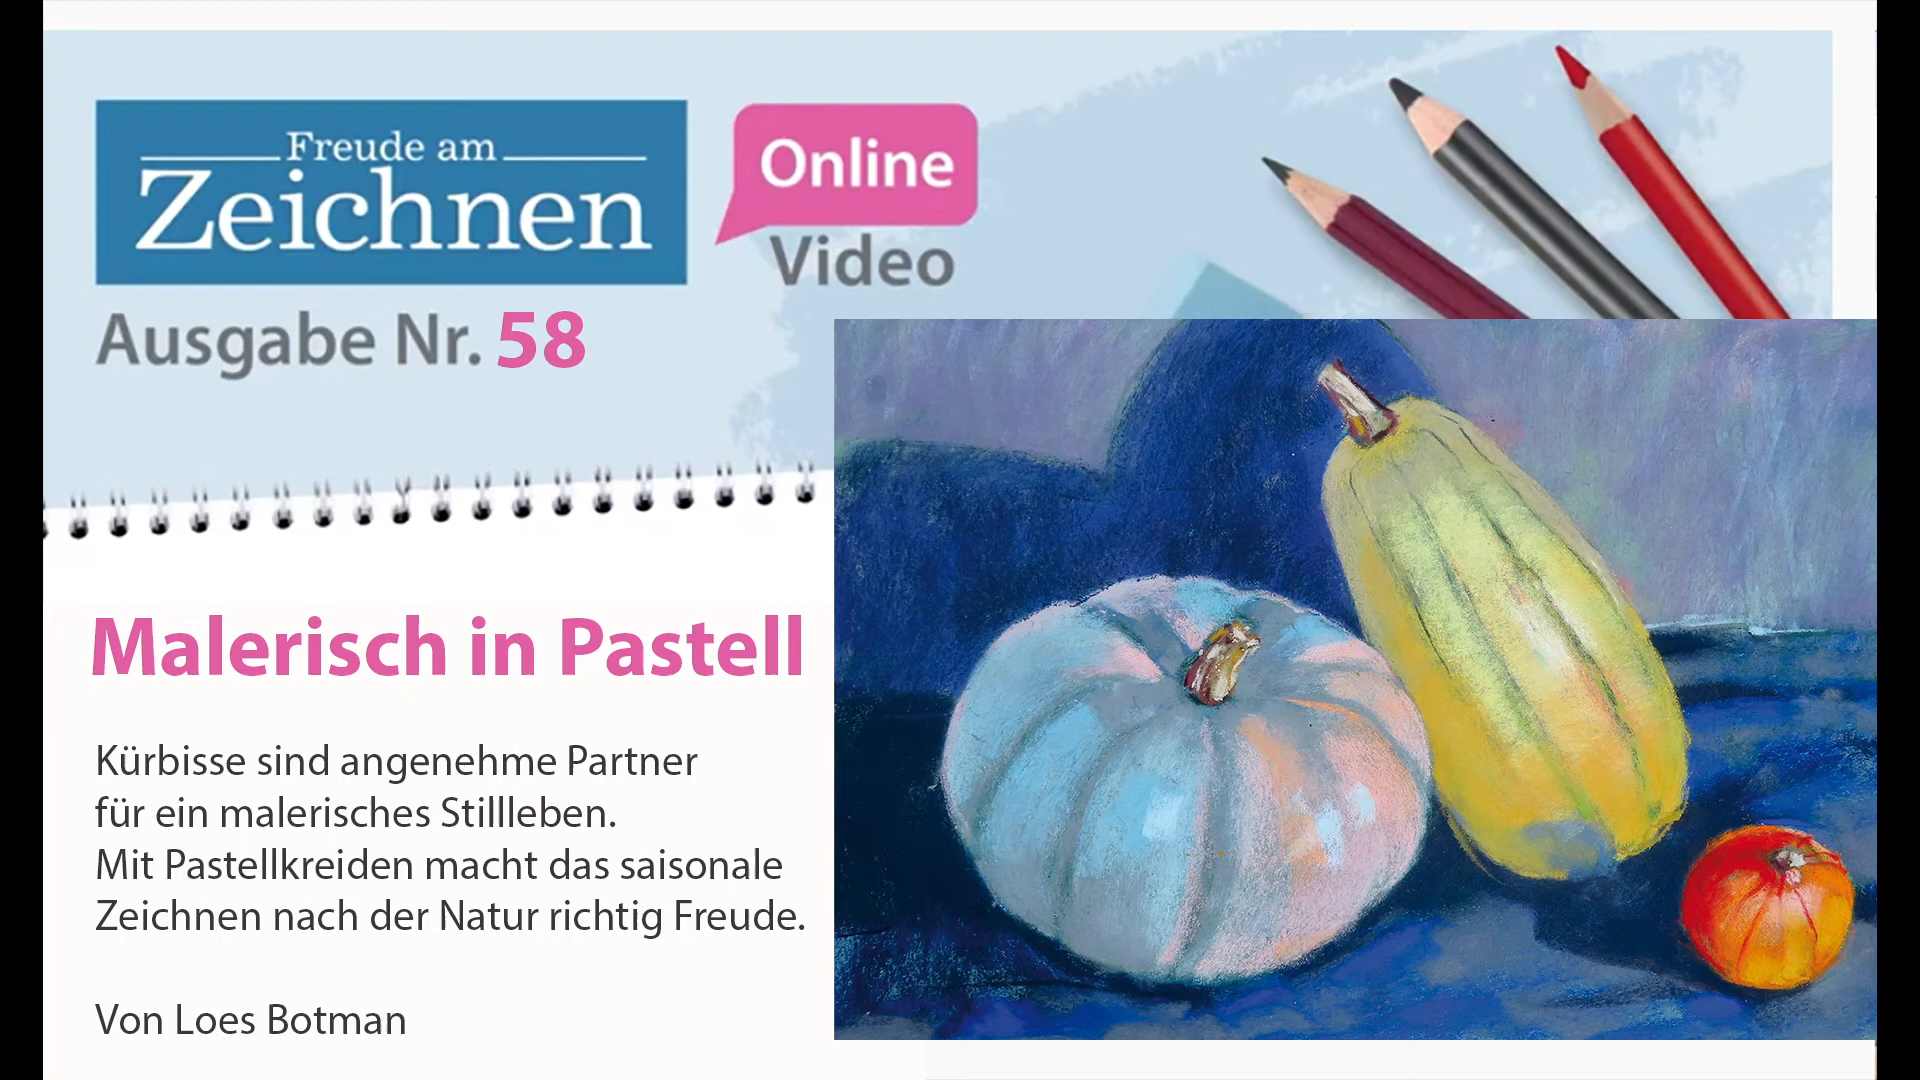 Freude am
Zeichnen
Online
Video
Ausgabe Nr. 58
Malerisch in Pastell
Kürbisse sind angenehme Partner
für ein malerisches Stillleben.
Mit Pastellkreiden macht das saisonale
Zeichnen nach der Natur richtig Freude.
Von Loes Botman